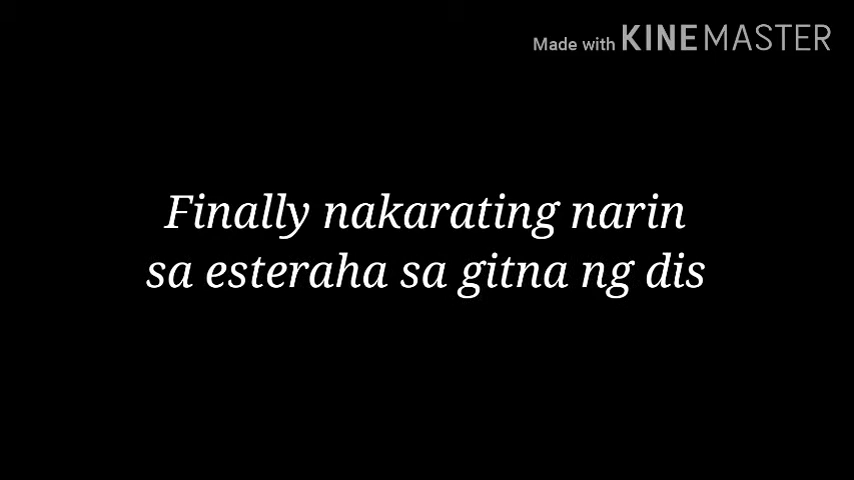 Made with KINEMASTER
Finally nakarating narin
sa esteraha sa gitna ng dis